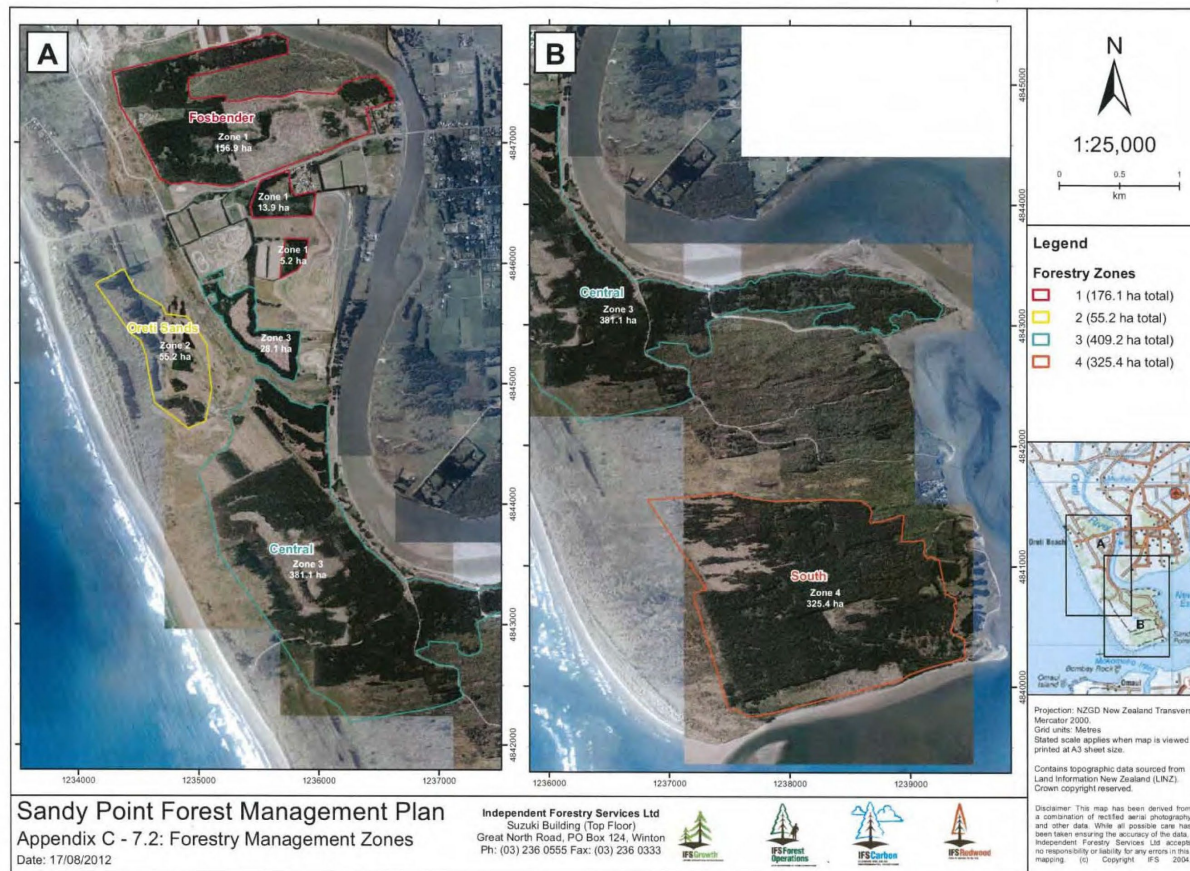 A
B
Fosbender
Zone 1
156.9 ha
Zone 1
13.9 ha
Zone 1
5.2 ha
Oreti Sands
Zone 2
55.2 ha
Zone 3
28.1 ha
Central
Zone 3
381.1 ha
Central
Zone 3
381.1 ha
South
Zone 4
325.4 ha
4847000
4846000
4845000
4844000
4843000
4842000
4845000
4844000
4843000
4842000
4841000
4840000
1234000
1235000
1236000
1237000
1236000
1237000
1238000
1239000
N
1:25,000
0 0.5 1
km
Legend
Forestry Zones
1 (176.1 ha total)
2 (55.2 ha total)
3 (409.2 ha total)
4 (325.4 ha total)
Oreti Beach
A
B
Bombay Rock
Omaui
Island
Omaui
Projection: NZGD New Zealand Transvers
Mercator 2000.
Grid units: Metres
Stated scale applies when map is viewed
printed at A3 sheet size.
Contains topographic data sourced from
Land Information New Zealand (LINZ).
Crown copyright reserved.
Disclaimer: This map has been derived from
a combination of rectified aerial photography
and other data. While all possible care has
been taken ensuring the accuracy of the data,
Independent Forestry Services Ltd accepts
no responsibility or liability for any errors in this
mapping. (c) Copyright IFS 2004.
Sandy Point Forest Management Plan
Appendix C - 7.2: Forestry Management Zones
Date: 17/08/2012
Independent Forestry Services Ltd
Suzuki Building (Top Floor)
Great North Road, PO Box 124, Winton
Ph: (03) 236 0555 Fax: (03) 236 0333
IFS Growth
IFS Forest
Operations
IFS Carbon
IFS Redwood